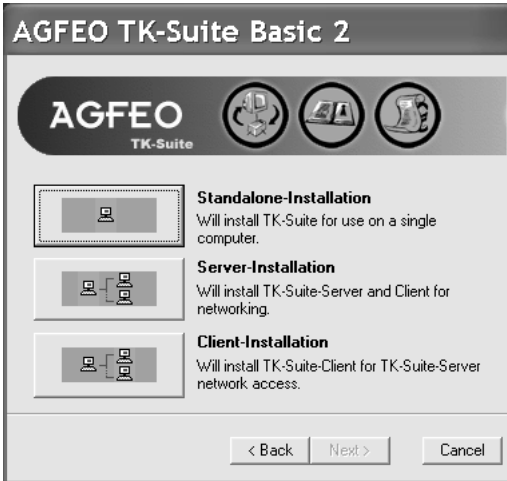 AGFEO TK-Suite Basic 2
AGFEO
TK-Suite
Standalone-Installation
Will install TK-Suite for use on a single
computer.
Server-Installation
Will install TK-Suite-Server and Client for
networking.
Client-Installation
Will install TK-Suite-Client for TK-Suite-Server
network access.
< Back Next > Cancel